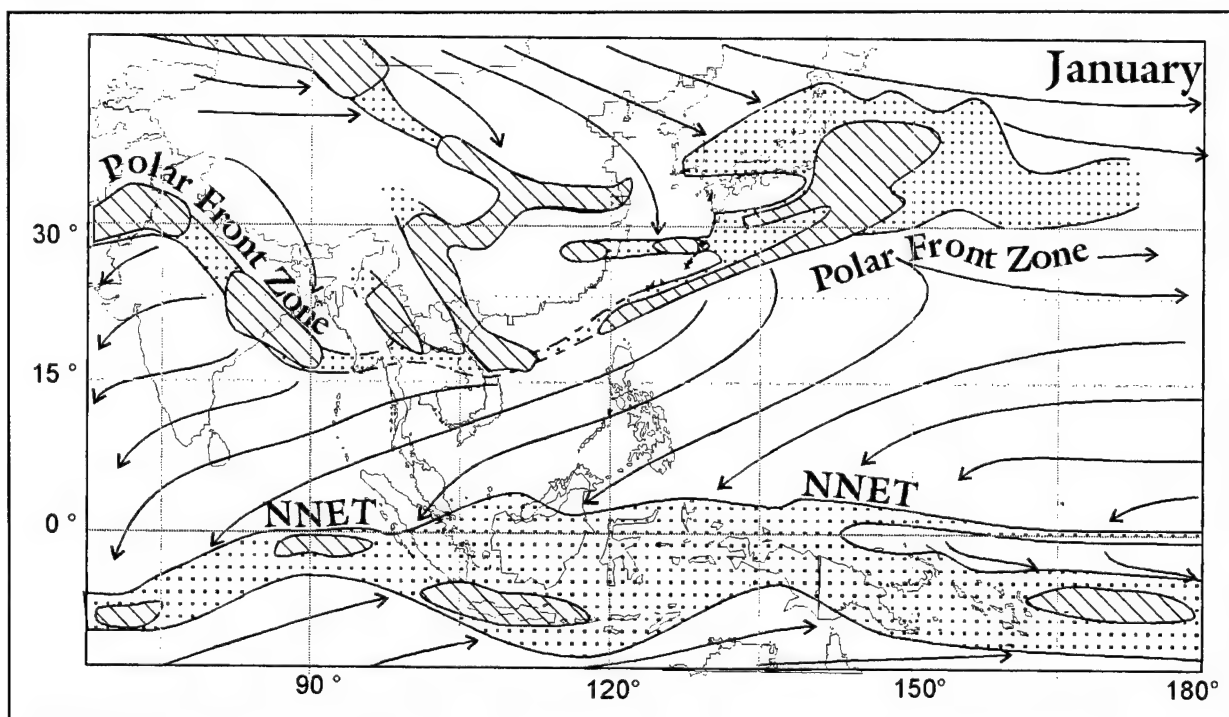 January
Polar Front Zone
30 °
Polar Front Zone
15 °
NNET
NNET
0 °
90 °
120 °
150 °
180 °